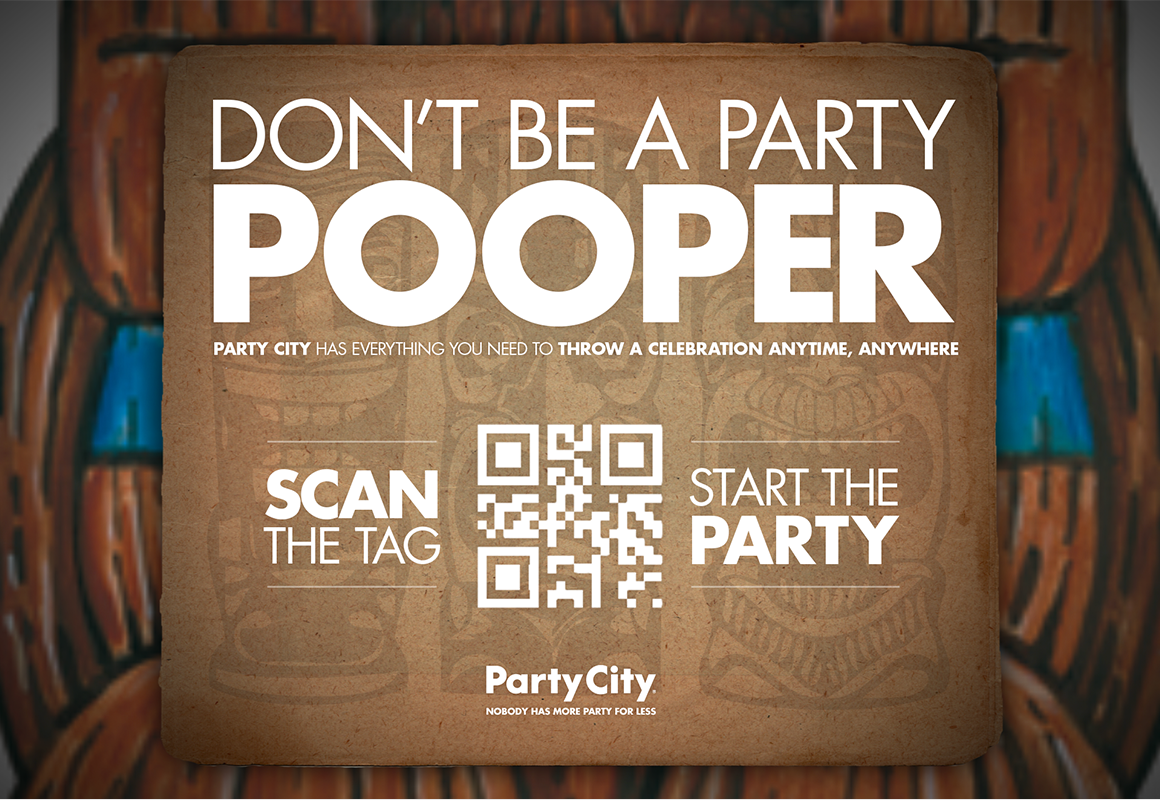 DON'T BE A PARTY
POOPER
PARTY CITY HAS EVERYTHING YOU NEED TO THROW A CELEBRATION ANYTIME, ANYWHERE
SCAN
THE TAG
START THE
PARTY
Party City
NOBODY HAS MORE PARTY FOR LESS